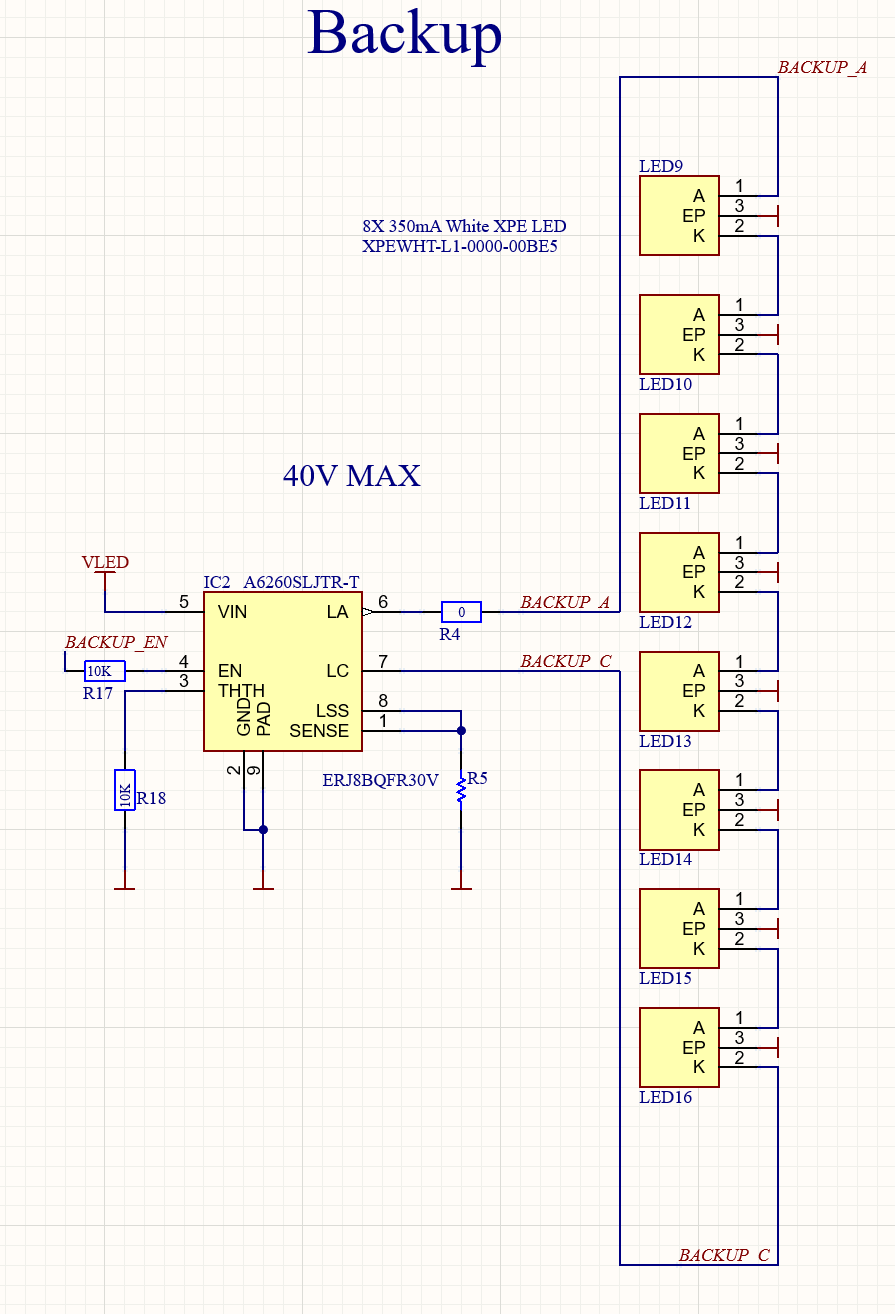 Backup
BACKUP_A
LED9
A 1
EP 3
K 2
8X 350mA White XPE LED
XPEWHT-L1-0000-00BE5
A 1
EP 3
K 2
LED10
A 1
EP 3
K 2
LED11
40V MAX
A 1
EP 3
K 2
LED12
VLED
IC2 A6260SLJTR-T
5 VIN LA 6
0
R4
BACKUP_A
BACKUP_EN
10K
R17
4 EN LC 7
BACKUP_C
3 THTH
GND
PAD
LSS 8
SENSE 1
2
9
A 1
EP 3
K 2
LED13
10K
R18
ERJ8BQFR30V
R5
A 1
EP 3
K 2
LED14
A 1
EP 3
K 2
LED15
A 1
EP 3
K 2
LED16
BACKUP_C